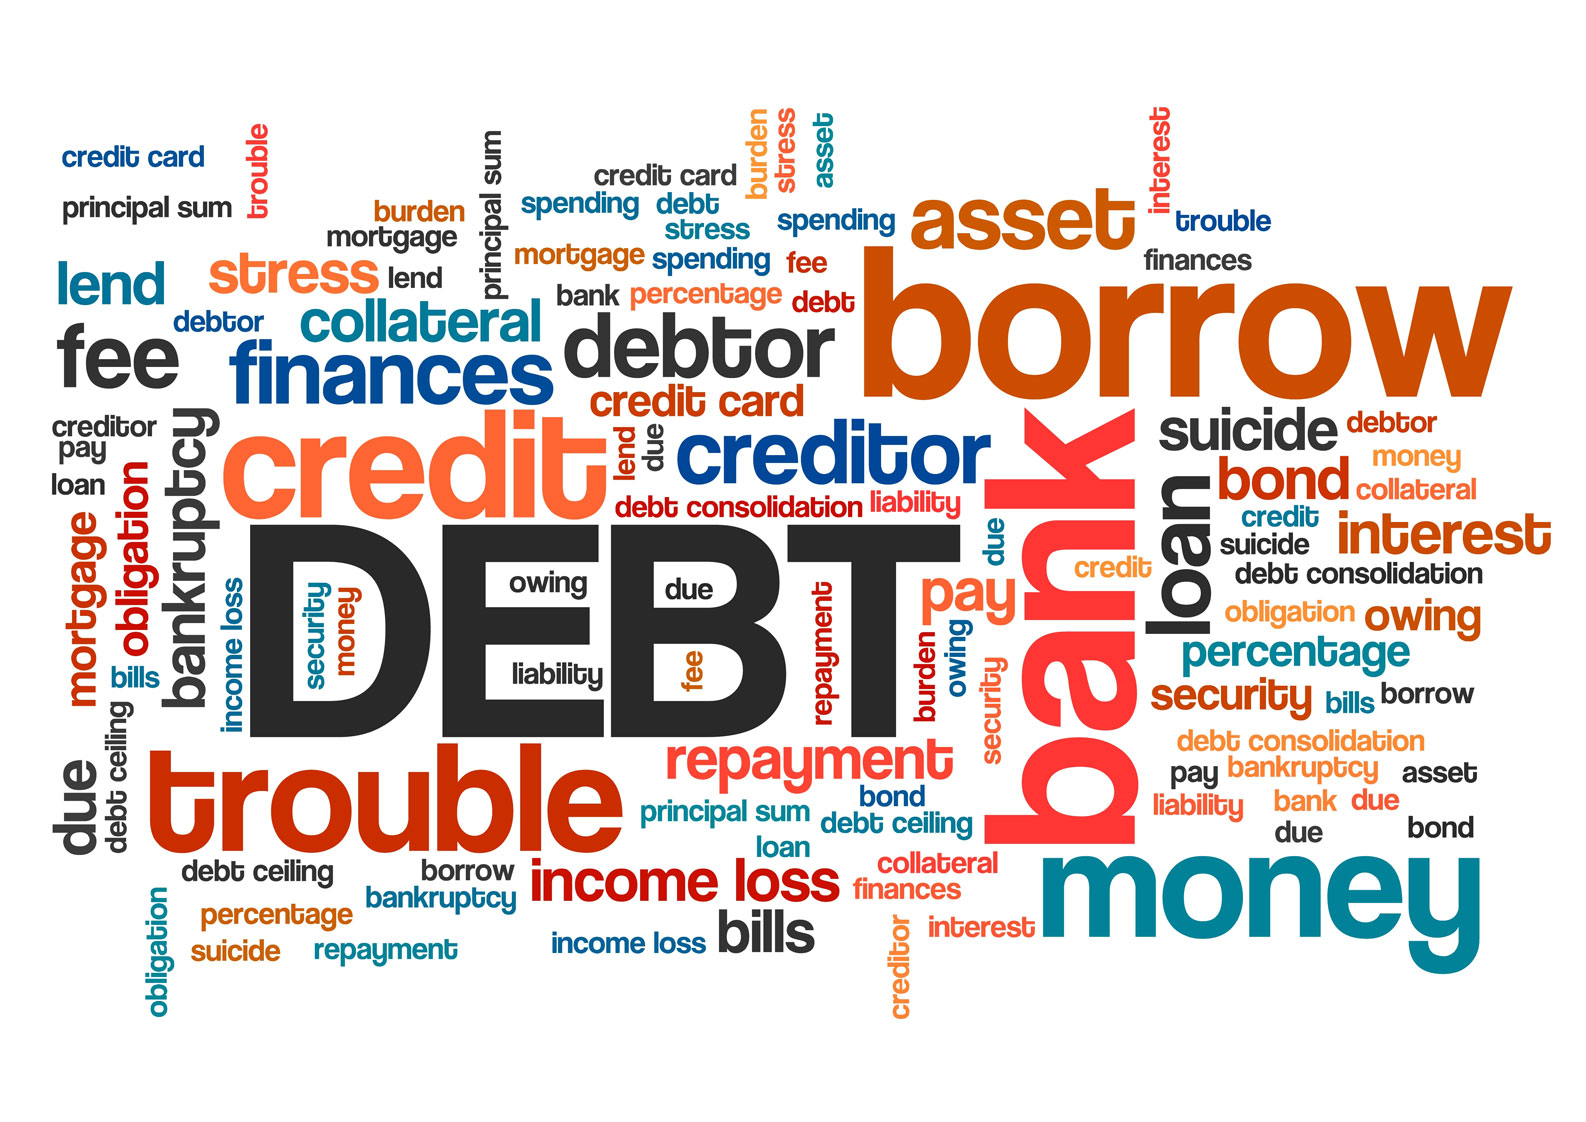 credit card
trouble
principal sum
burden
mortgage
principal sum
credit card
spending
debt
stress
burden
stress
asset
spending
mortgage
spending
fee
asset
interest
trouble
finances
lend
stress
lend
bank
percentage
debt
borrow
debtor
collateral
debtor
fee
finances
credit card
creditor
pay
loan
bankruptcy
obligation
mortgage
credit
lend
due
creditor
debt consolidation
liability
bank
suicide
debtor
money
bond
collateral
credit
interest
suicide
loan
debt consolidation
credit
due
obligation
owing
percentage
security
bills
borrow
DEBT
income loss
security
money
owing
liability
due
fee
repayment
pay
burden
owing
security
bills
debt ceiling
due
trouble
repayment
bond
principal sum
debt ceiling
loan
debt consolidation
pay
bankruptcy
asset
liability
bank
due
due
bond
money
debt ceiling
borrow
bankruptcy
income loss
collateral
finances
percentage
obligation
suicide
repayment
income loss
bills
creditor
interest